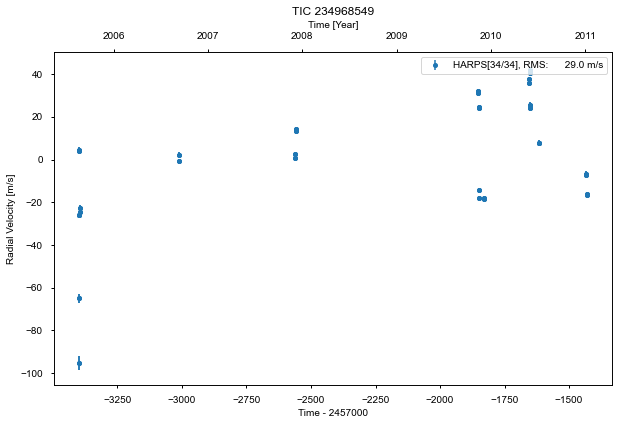 TIC 234968549
Time [Year]
2006 2007 2008 2009 2010 2011
HARPS[34/34], RMS: 29.0 m/s
Radial Velocity [m/s]
40
20
0
−20
−40
−60
−80
−100
−3250 −3000 −2750 −2500 −2250 −2000 −1750 −1500
Time - 2457000